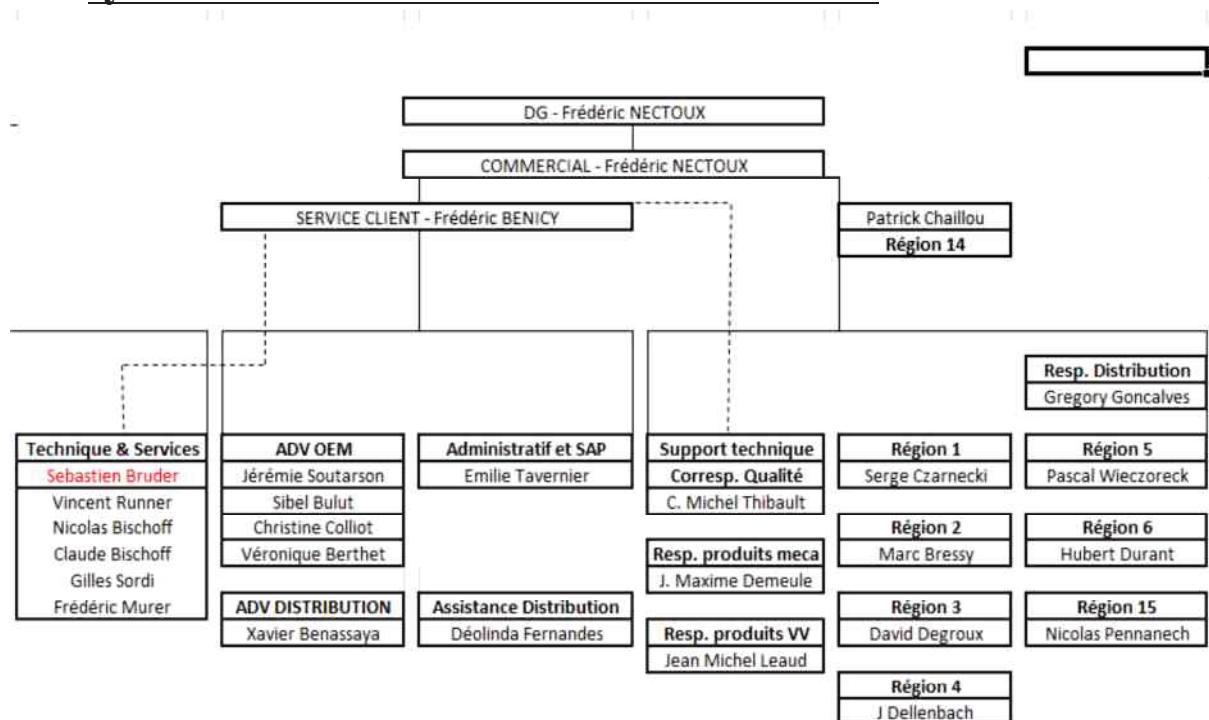 DG - Frédéric NECTOUX
COMMERCIAL - Frédéric NECTOUX
SERVICE CLIENT - Frédéric BENICY
Patrick Chaillou
Région 14
Resp. Distribution
Gregory Goncalves
Technique & Services
Sebastien Bruder
Vincent Runner
Nicolas Bischoff
Claude Bischoff
Gilles Sordi
Frédéric Murer
ADV OEM
Jérémie Soutarson
Sibel Bulut
Christine Colliot
Véronique Berthet
ADV DISTRIBUTION
Xavier Benassaya
Administratif et SAP
Emilie Tavernier
Assistance Distribution
Déolinda Fernandes
Support technique
Corresp. Qualité
C. Michel Thibault
Resp. produits meca
J. Maxime Demeule
Resp. produits VV
Jean Michel Leaud
Région 1
Serge Czarnecki
Région 2
Marc Bressy
Région 3
David Degroux
Région 4
J Dellenbach
Région 5
Pascal Wieczoreck
Région 6
Hubert Durant
Région 15
Nicolas Pennanech